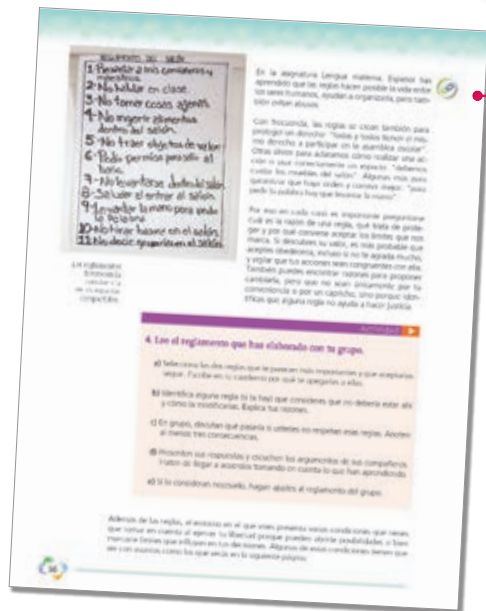 REGLAMENTO DEL SALÓN
1- Respetar a mis compañeros y maestros.
2- No hablar en clase.
3- No tomar cosas ajenas.
4- No ingerir alimentos
dentro del salón.
5- No traer objetos de valor.
6- Pedir permiso para salir al
baño.
7- No levantarse dentro del salón.
8- Saludar al entrar al salón.
9- Levantar la mano para pedir
la palabra.
10- No tirar basura en el salón.
11- No decir groserías en el salón.
En la asignatura Lengua materna. Español has
aprendido que las reglas hacen posible la vida entre
los seres humanos, ayudan a organizarla, pero también
evitan abusos.
Con frecuencia, las reglas se crean también para
proteger un derecho: "todas y todos tienen el mismo
derecho a participar en la asamblea escolar".
Otras sirven para aclararnos cómo realizar una acción
o usar correctamente un espacio: "debemos
cuidar los muebles del salón". Algunas más para
garantizar que haya orden y convivir mejor: "para
pedir la palabra hay que levantar la mano".
Por eso en cada caso es importante preguntarse
cuál es la razón de una regla, qué trata de proteger
y por qué conviene aceptar los límites que nos
marca. Si descubres su valor, es más probable que
aceptes obedecerla, incluso si no te agrada mucho,
y vigilar que tus acciones sean congruentes con ella.
También puedes encontrar razones para proponer
cambiarla, pero que no sean únicamente por tu
conveniencia o por un capricho, sino porque identificas
que alguna regla no ayuda a hacer justicia.
ACTIVIDAD
4. Lee el reglamento que has elaborado con tu grupo.
a) Selecciona las dos reglas que te parecen más importantes y que aceptarías
seguir. Escribe en tu cuaderno por qué te apegarías a ellas.
b) Identifica alguna regla (si la hay) que consideres que no debería estar ahí
y cómo la modificarías. Explica tus razones.
c) En grupo, discutan qué pasaría si ustedes no respetan esas reglas. Anoten
al menos tres consecuencias.
d) Presenten sus respuestas y escuchen los argumentos de sus compañeros.
Traten de llegar a acuerdos tomando en cuenta lo que han aprendido.
e) Si lo consideran necesario, hagan ajustes al reglamento del grupo.
Además de las reglas, el entorno en el que vives presenta varias condiciones que tienes
que tomar en cuenta al ejercer tu libertad porque pueden abrirte posibilidades o bien
marcarte límites que influyen en tus decisiones. Algunas de esas condiciones tienen que
ver con asuntos como los que verás en la siguiente página.